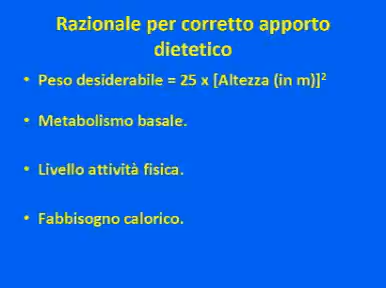 Razionale per corretto apporto
dietetico
• Peso desiderabile = 25 x [Altezza (in m)]²
• Metabolismo basale.
• Livello attività fisica.
• Fabbisogno calorico.